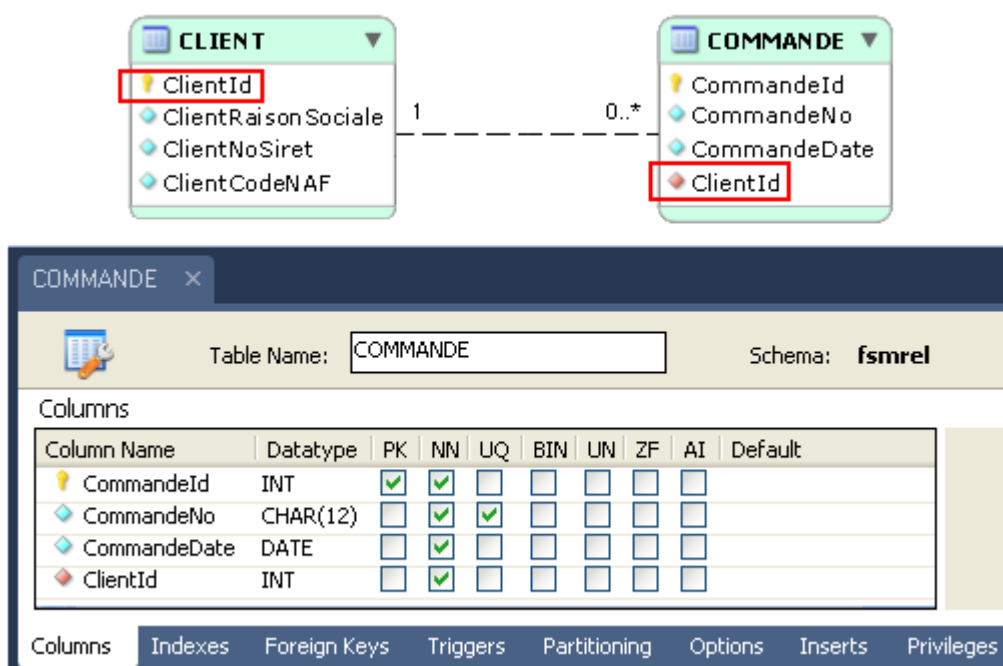 CLIENT
COMMANDE
ClientId
CommandeId
ClientRaisonSociale
1
0..*
CommandeNo
ClientNoSiret
CommandeDate
ClientCodeNAF
ClientId
COMMANDE ×
Table Name: COMMANDE Schema: fsmrel
Columns
Column Name Datatype PK NN UQ BIN UN ZF AI Default
CommandeId INT
CommandeNo CHAR(12)
CommandeDate DATE
ClientId INT
Columns Indexes Foreign Keys Triggers Partitioning Options Inserts Privileges